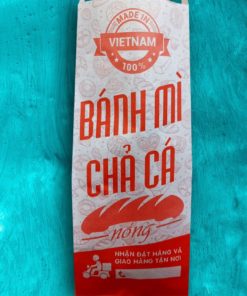 MADE IN
VIETNAM
100%
BÁNH MÌ
CHẢ CÁ
nóng
NHẬN ĐẶT HÀNG VÀ
GIAO HÀNG TẬN NƠI